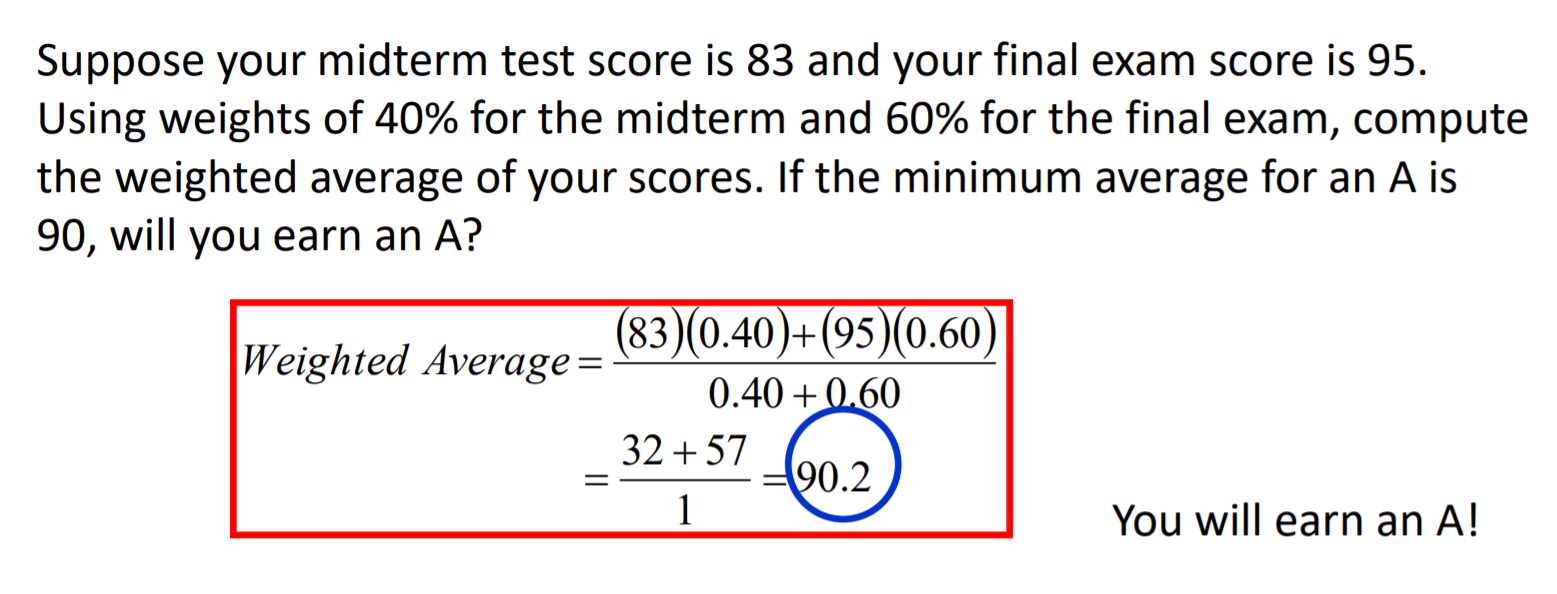 Suppose your midterm test score is 83 and your final exam score is 95.
Using weights of 40% for the midterm and 60% for the final exam, compute
the weighted average of your scores. If the minimum average for an A is
90, will you earn an A?
Weighted Average = (83)(0.40)+(95)(0.60)
0.40 + 0.60
= 32 + 57 = 90.2
1
You will earn an A!